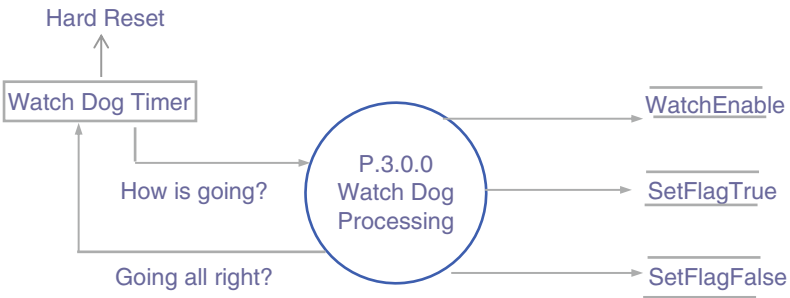 Hard Reset
Watch Dog Timer
How is going?
Going all right?
P.3.0.0
Watch Dog
Processing
WatchEnable
SetFlagTrue
SetFlagFalse